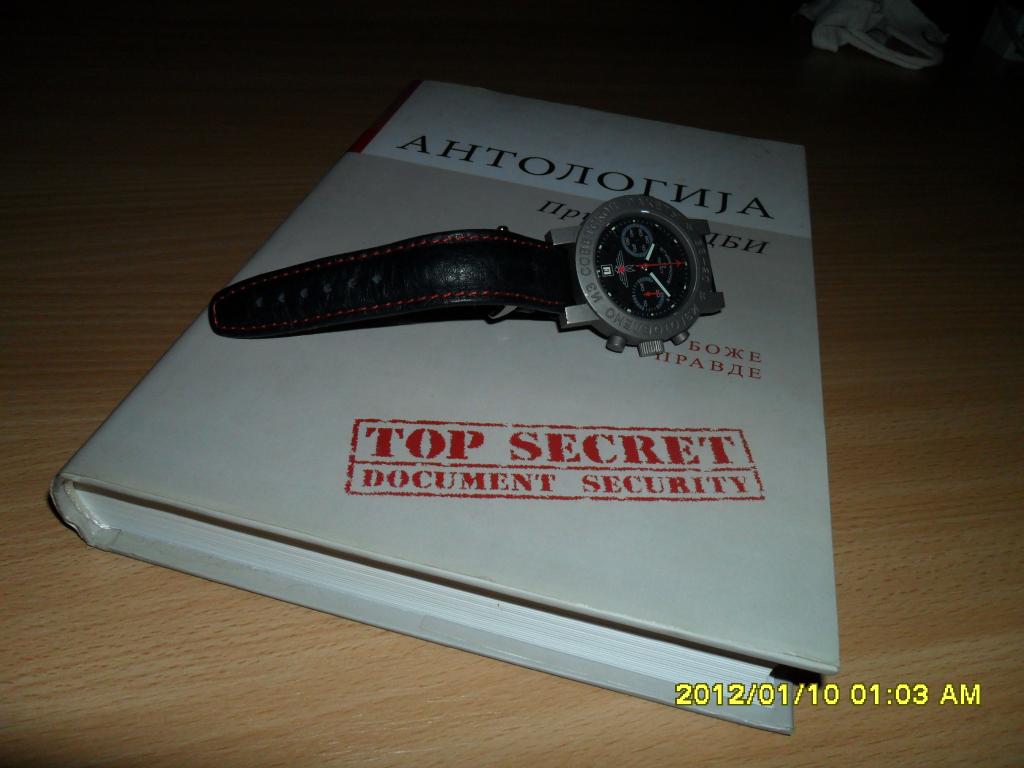 АНТОЛОГИЈА
БОЖЕ
ПРАВДЕ
TOP SECRET
DOCUMENT SECURITY
2012/01/10 01:03 AM